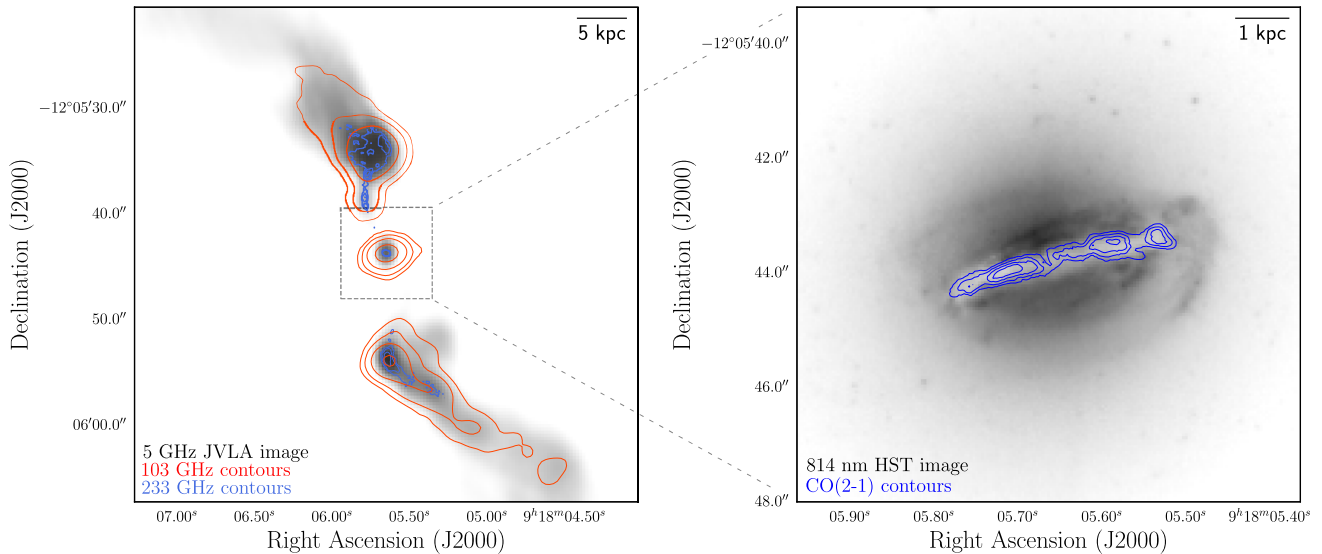 5 kpc
−12°05′30.0″
40.0″
50.0″
06′00.0″
Declination (J2000)
5 GHz JVLA image
103 GHz contours
233 GHz contours
07.00ˢ 06.50ˢ 06.00ˢ 05.50ˢ 05.00ˢ 9ʰ18ᵐ04.50ˢ
Right Ascension (J2000)
1 kpc
−12°05′40.0″
42.0″
44.0″
46.0″
48.0″
Declination (J2000)
814 nm HST image
CO(2-1) contours
05.90ˢ 05.80ˢ 05.70ˢ 05.60ˢ 05.50ˢ 9ʰ18ᵐ05.40ˢ
Right Ascension (J2000)